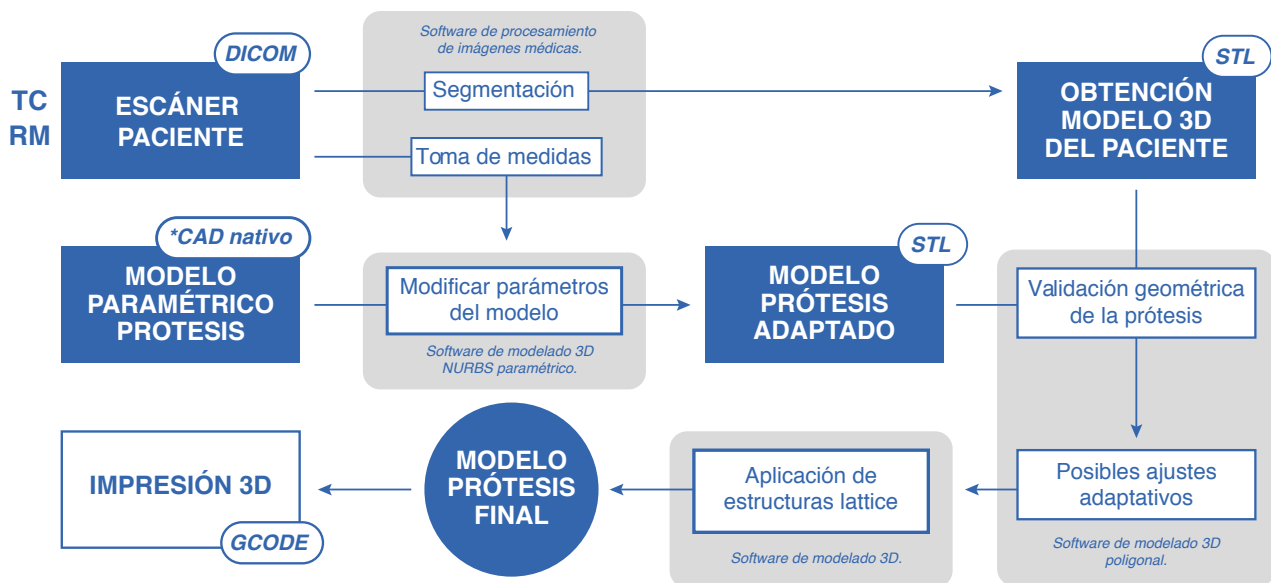 TC
RM
DICOM
ESCÁNER
PACIENTE
Software de procesamiento
de imágenes médicas.
Segmentación
Toma de medidas
STL
OBTENCIÓN
MODELO 3D
DEL PACIENTE
*CAD nativo
MODELO
PARAMÉTRICO
PROTESIS
Modificar parámetros
del modelo
Software de modelado 3D
NURBS paramétrico.
STL
MODELO
PRÓTESIS
ADAPTADO
Validación geométrica
de la prótesis
Posibles ajustes
adaptativos
Software de modelado 3D
poligonal.
Aplicación de
estructuras lattice
Software de modelado 3D.
MODELO
PRÓTESIS
FINAL
IMPRESIÓN 3D
GCODE